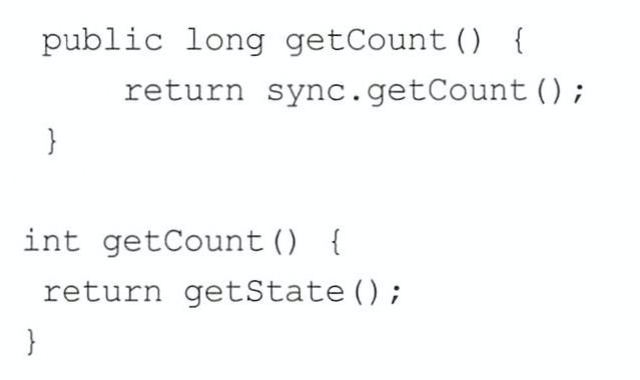 public long getCount() {
    return sync.getCount();
}
int getCount() {
 return getState();
}